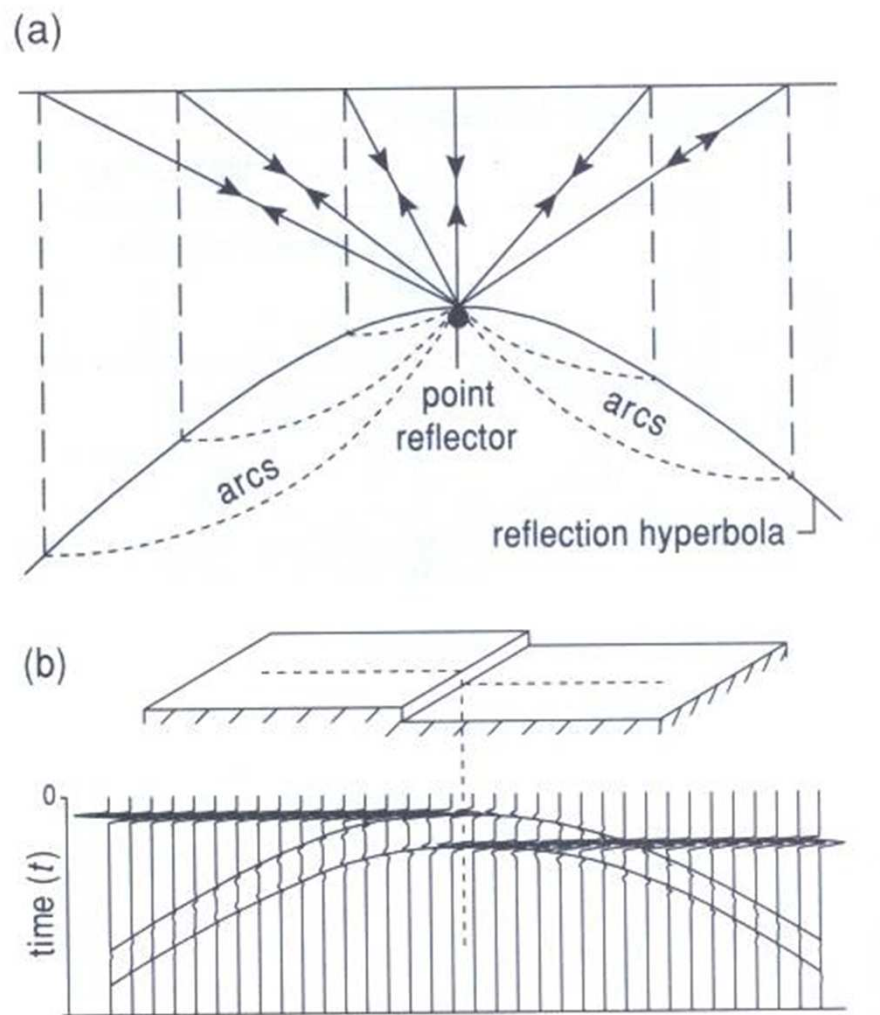 (a)
point
reflector
arcs
arcs
reflection hyperbola
(b)
0
time (t)